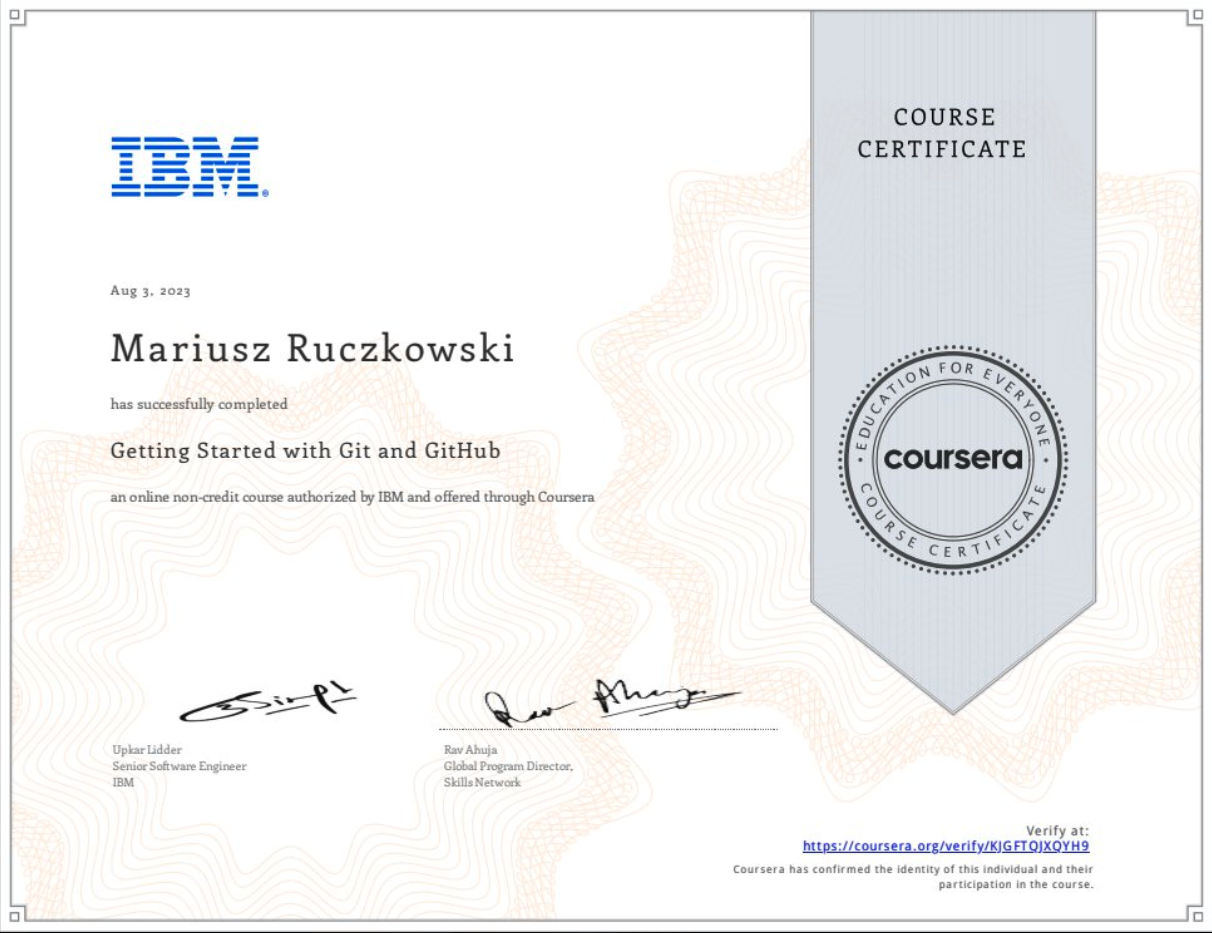 IBM®
COURSE
CERTIFICATE
Aug 3, 2023
Mariusz Ruczkowski
has successfully completed
Getting Started with Git and GitHub
an online non-credit course authorized by IBM and offered through Coursera
EDUCATION FOR EVERYONE
coursera
COURSE CERTIFICATE
Rav Ahuja
Upkar Lidder
Senior Software Engineer
IBM
Rav Ahuja
Global Program Director,
Skills Network
Verify at:
https://coursera.org/verify/KJGFTQJXQYH9
Coursera has confirmed the identity of this individual and their
participation in the course.